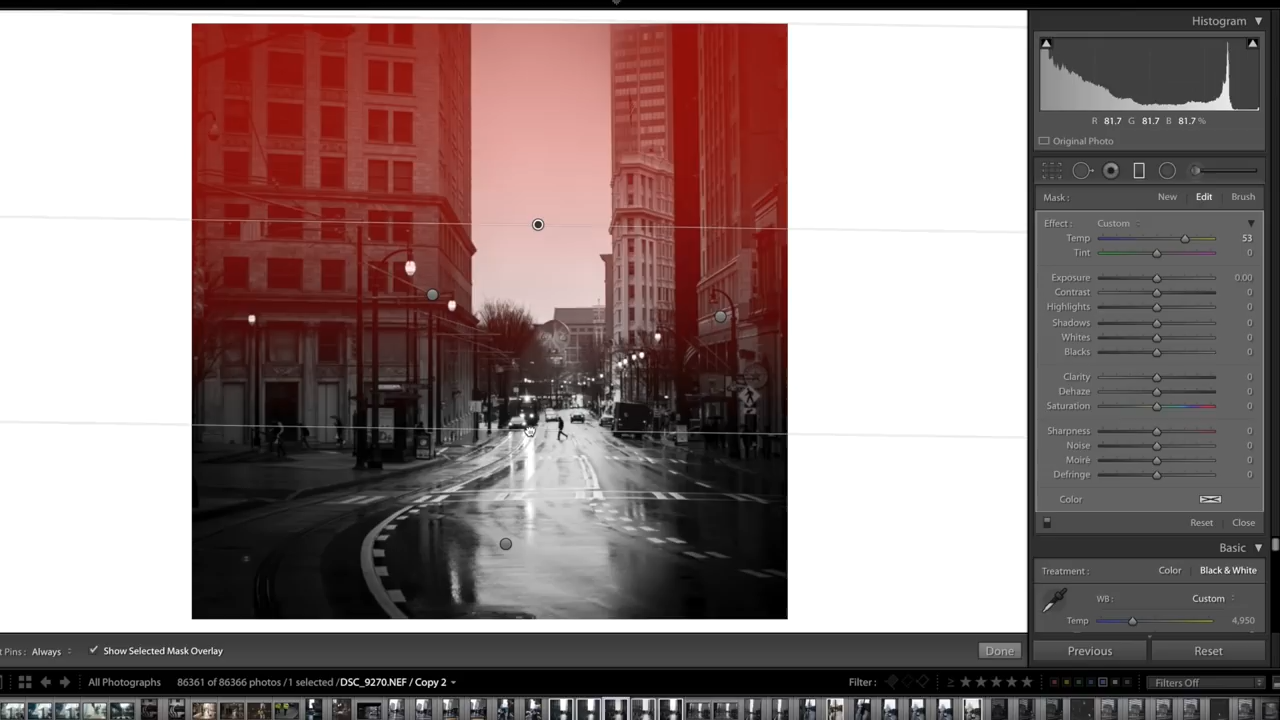 Histogram
R 81.7 G 81.7 B 81.7 %
Original Photo
Mask : New Edit Brush
Effect : Custom
Temp 53
Tint 0
Exposure 0.00
Contrast 0
Highlights 0
Shadows 0
Whites 0
Blacks 0
Clarity 0
Dehaze 0
Saturation 0
Sharpness 0
Noise 0
Moiré 0
Defringe 0
Color
Reset Close
Basic
Treatment : Color Black & White
WB : Custom
Temp 4,950
t Pins : Always Show Selected Mask Overlay Done Previous Reset
All Photographs 86361 of 86366 photos / 1 selected / DSC_9270.NEF / Copy 2 Filter : Filters Off